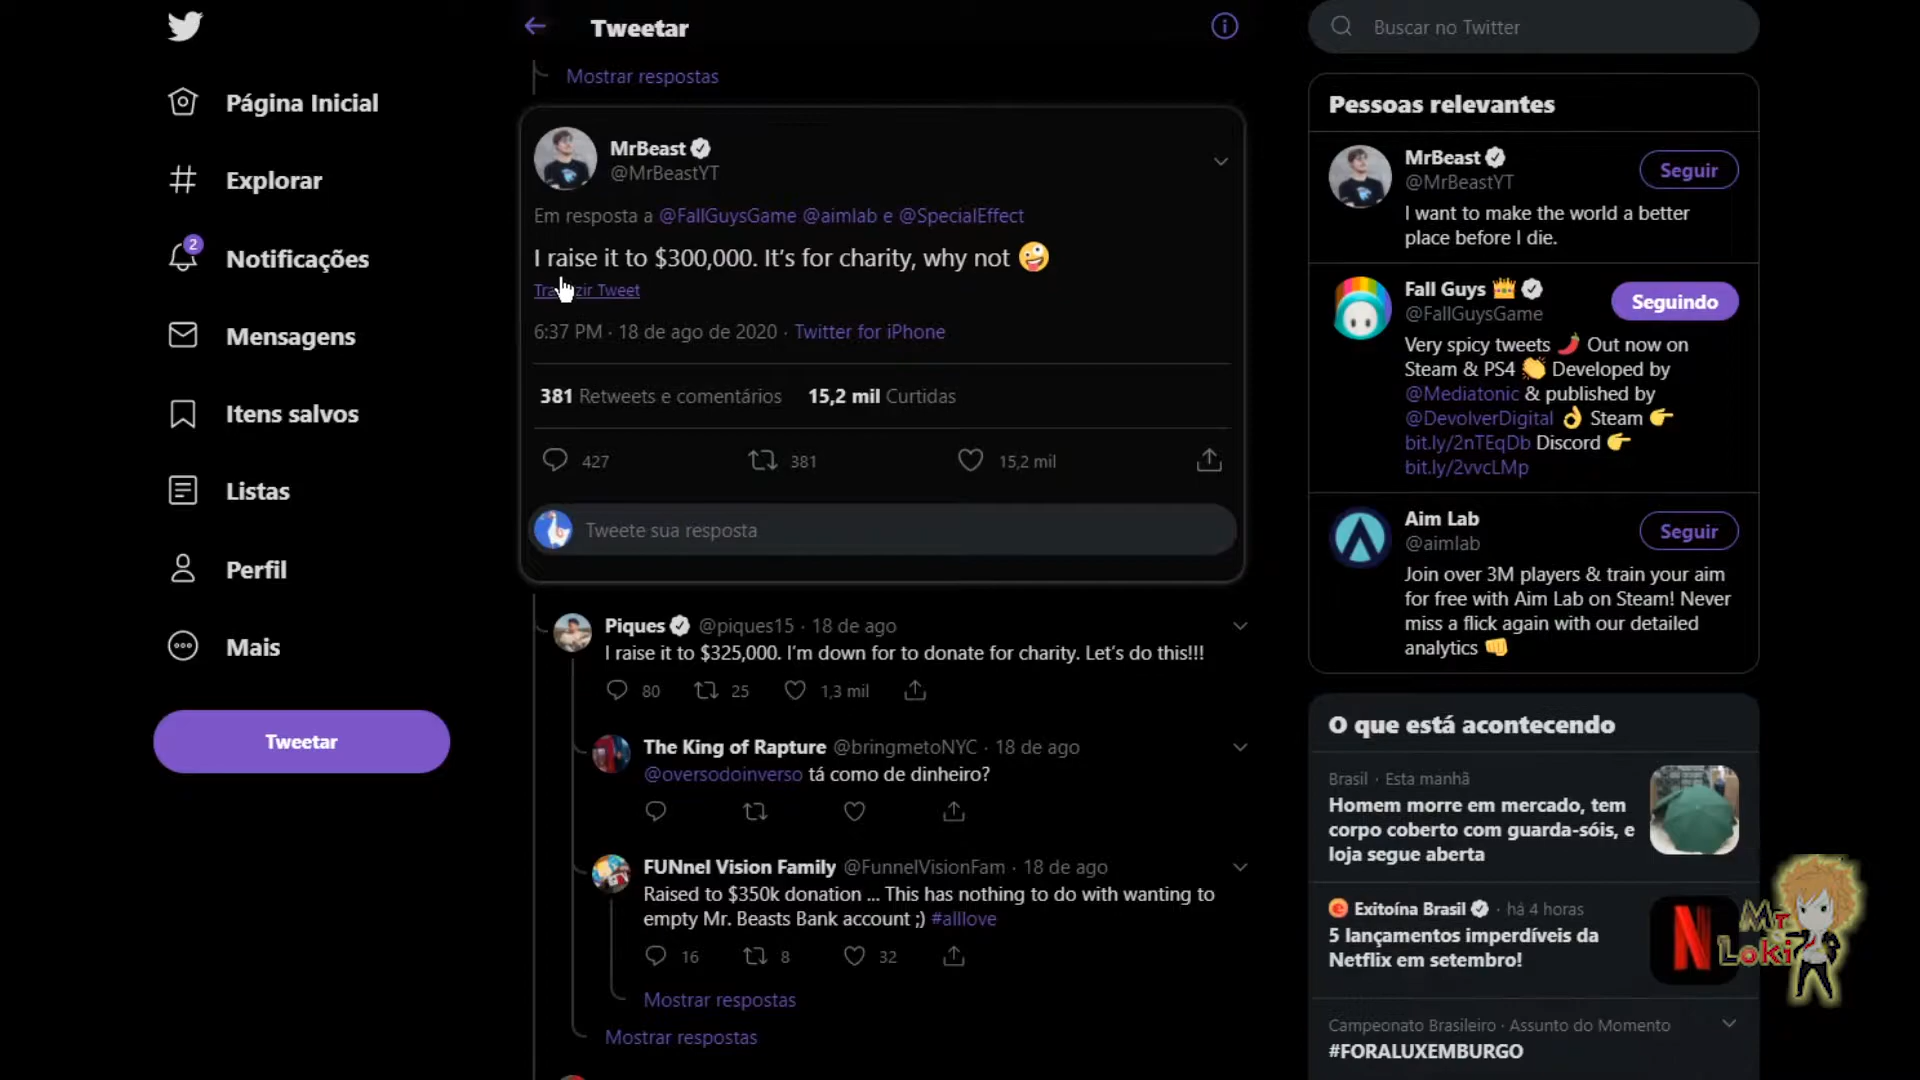 Tweetar
Buscar no Twitter
Mostrar respostas
Página Inicial
Explorar
2
Notificações
Mensagens
Itens salvos
Listas
Perfil
Mais
Tweetar
MrBeast
@MrBeastYT
Em resposta a @FallGuysGame @aimlab e @SpecialEffect
I raise it to $300,000. It's for charity, why not 🤪
Tweet
6:37 PM · 18 de ago de 2020 · Twitter for iPhone
381 Retweets e comentários 15,2 mil Curtidas
427 381 15,2 mil
Tweete sua resposta
Piques @piques15 · 18 de ago
I raise it to $325,000. I'm down for to donate for charity. Let's do this!!!
80 25 1,3 mil
The King of Rapture @bringmetoNYC · 18 de ago
@oversodoinverso tá como de dinheiro?
FUNnel Vision Family @FunnelVisionFam · 18 de ago
Raised to $350k donation ... This has nothing to do with wanting to
empty Mr. Beasts Bank account ;) #alllove
16 8 32
Mostrar respostas
Mostrar respostas
Pessoas relevantes
MrBeast
@MrBeastYT
Seguir
I want to make the world a better
place before I die.
Fall Guys 👑
@FallGuysGame
Seguindo
Very spicy tweets 🌶️ Out now on
Steam & PS4 👏 Developed by
@Mediatonic & published by
@DevolverDigital 👌 Steam 👉
bit.ly/2nTEqDb Discord 👉
bit.ly/2vvcLMp
Aim Lab
@aimlab
Seguir
Join over 3M players & train your aim
for free with Aim Lab on Steam! Never
miss a flick again with our detailed
analytics 👊
O que está acontecendo
Brasil · Esta manhã
Homem morre em mercado, tem
corpo coberto com guarda-sóis, e
loja segue aberta
Exitoína Brasil · há 4 horas
5 lançamentos imperdíveis da
Netflix em setembro!
N
Mr
Loki
Campeonato Brasileiro · Assunto do Momento
#FORALUXEMBURGO